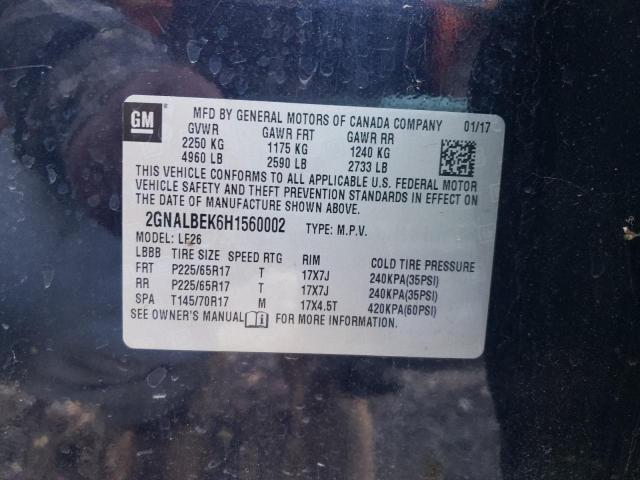 GM
MFD BY GENERAL MOTORS OF CANADA COMPANY 01/17
GVWR GAWR FRT GAWR RR
2250 KG 1175 KG 1240 KG
4960 LB 2590 LB 2733 LB
THIS VEHICLE CONFORMS TO ALL APPLICABLE U.S. FEDERAL MOTOR
VEHICLE SAFETY AND THEFT PREVENTION STANDARDS IN EFFECT ON
THE DATE OF MANUFACTURE SHOWN ABOVE.
2GNALBEK6H1560002 TYPE: M.P.V.
MODEL: LF26
LBBB TIRE SIZE SPEED RTG RIM COLD TIRE PRESSURE
FRT P225/65R17 T 17X7J 240KPA(35PSI)
RR P225/65R17 T 17X7J 240KPA(35PSI)
SPA T145/70R17 M 17X4.5T 420KPA(60PSI)
SEE OWNER'S MANUAL FOR MORE INFORMATION.